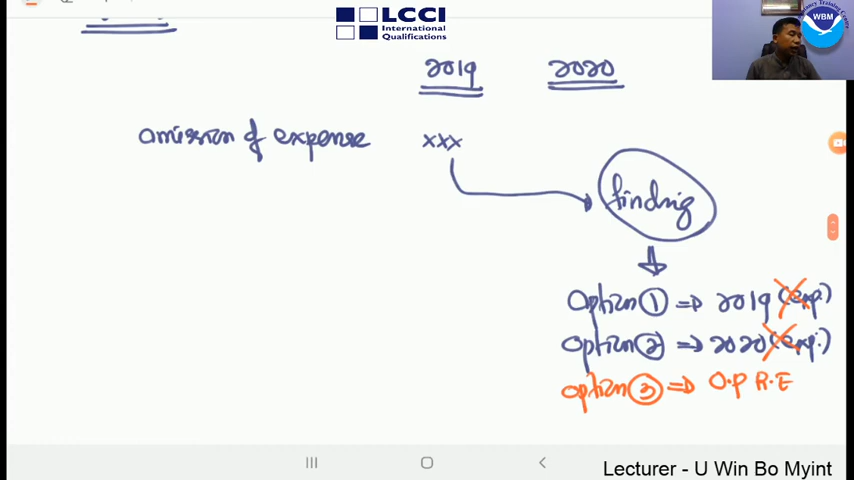 LCCI
International
Qualifications
WBM
2019 2020
omission of expense xxx
finding
option 1 ⇒ 2019 (exp:)
option 2 ⇒ 2020 (exp:)
option 3 ⇒ O.P R.E
Lecturer - U Win Bo Myint